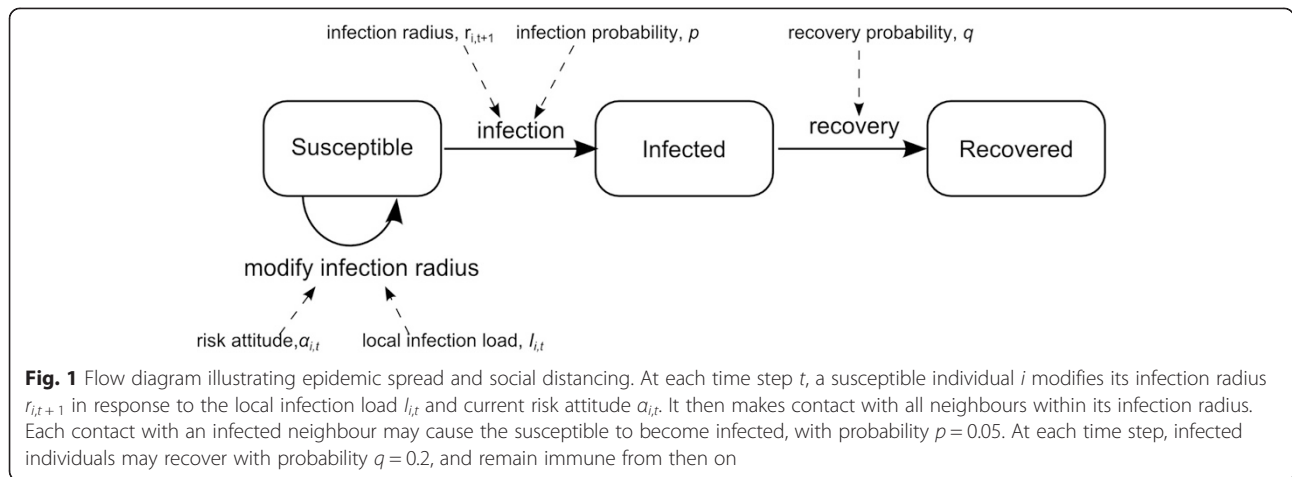 infection radius, r_{i,t+1} infection probability, p recovery probability, q
infection recovery
Susceptible Infected Recovered
modify infection radius
risk attitude,α_{i,t} local infection load, I_{i,t}
Fig. 1 Flow diagram illustrating epidemic spread and social distancing. At each time step t, a susceptible individual i modifies its infection radius
r_{i,t + 1} in response to the local infection load I_{i,t} and current risk attitude α_{i,t}. It then makes contact with all neighbours within its infection radius.
Each contact with an infected neighbour may cause the susceptible to become infected, with probability p = 0.05. At each time step, infected
individuals may recover with probability q = 0.2, and remain immune from then on